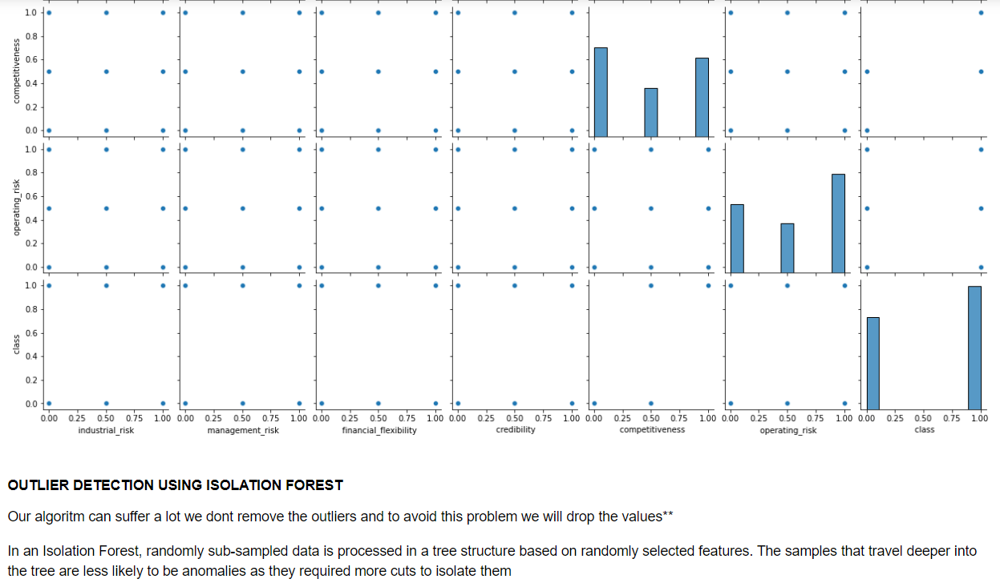 1.0
0.8
0.6
0.4
0.2
0.0
competitiveness
1.0
0.8
0.6
0.4
0.2
0.0
operating_risk
1.0
0.8
0.6
0.4
0.2
0.0
class
0.00 0.25 0.50 0.75 1.00 0.00 0.25 0.50 0.75 1.00 0.00 0.25 0.50 0.75 1.00 0.00 0.25 0.50 0.75 1.00 0.00 0.25 0.50 0.75 1.00 0.00 0.25 0.50 0.75 1.00 0.00 0.25 0.50 0.75 1.00
industrial_risk management_risk financial_flexibility credibility competitiveness operating_risk class
OUTLIER DETECTION USING ISOLATION FOREST
Our algoritm can suffer a lot we dont remove the outliers and to avoid this problem we will drop the values**
In an Isolation Forest, randomly sub-sampled data is processed in a tree structure based on randomly selected features. The samples that travel deeper into
the tree are less likely to be anomalies as they required more cuts to isolate them